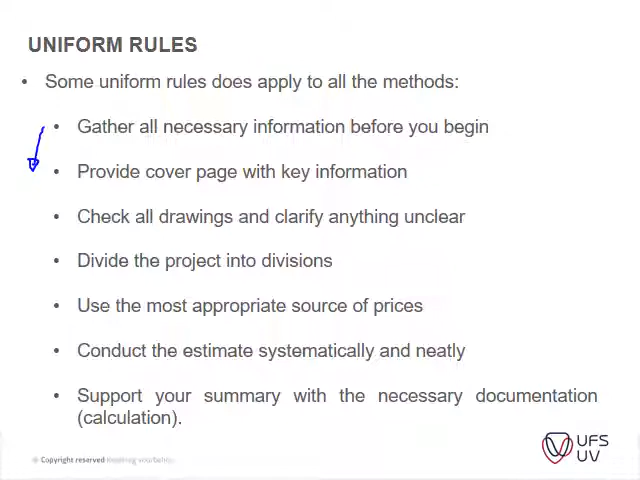 UNIFORM RULES
• Some uniform rules does apply to all the methods:
• Gather all necessary information before you begin
• Provide cover page with key information
• Check all drawings and clarify anything unclear
• Divide the project into divisions
• Use the most appropriate source of prices
• Conduct the estimate systematically and neatly
• Support your summary with the necessary documentation
(calculation).
Copyright reserved
UFS
UV